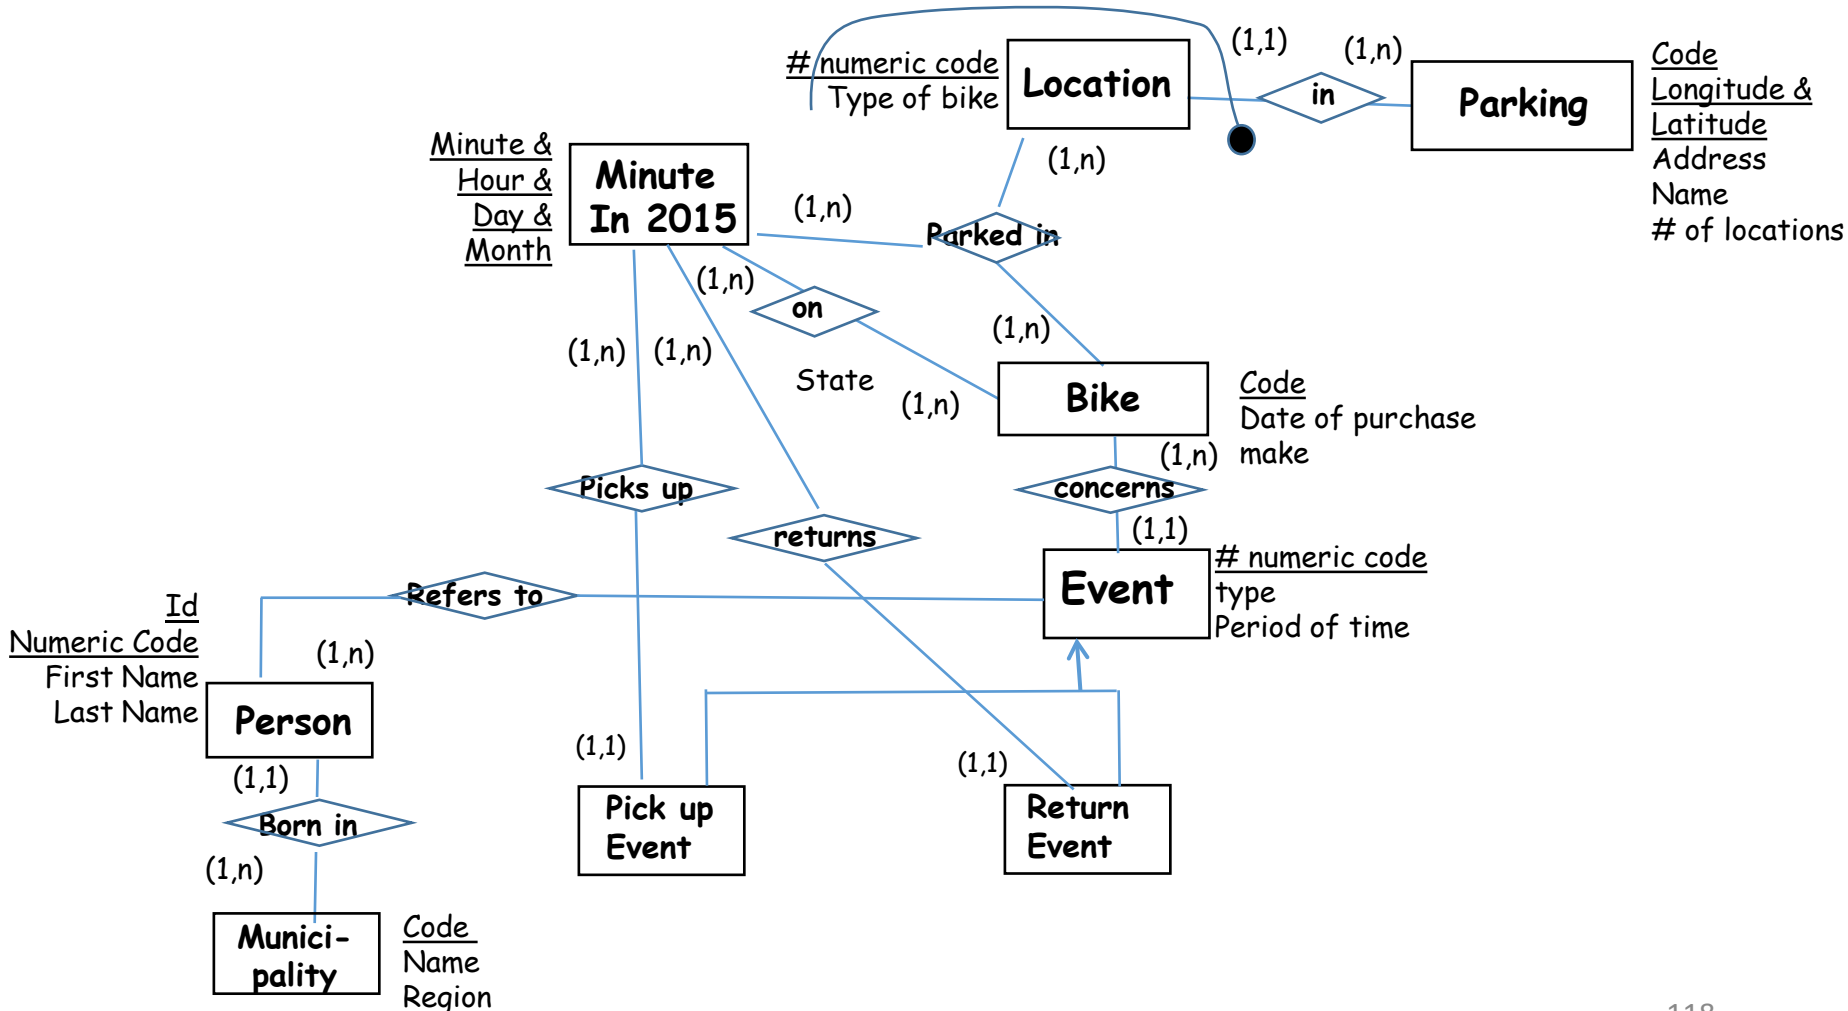 (1,1)
(1,n)
# numeric code
Type of bike
Location
in
Parking
Code
Longitude &
Latitude
Address
Name
# of locations
Minute &
Hour &
Day &
Month
Minute
In 2015
(1,n)
(1,n)
Parked in
(1,n)
on
(1,n)
(1,n)
(1,n)
State
(1,n)
Bike
Code
Date of purchase
make
(1,n)
Picks up
concerns
returns
(1,1)
Event
# numeric code
type
Period of time
Refers to
Id
Numeric Code
First Name
Last Name
(1,n)
Person
(1,1)
(1,1)
(1,1)
Born in
Pick up
Event
Return
Event
(1,n)
Munici-
pality
Code
Name
Region
118